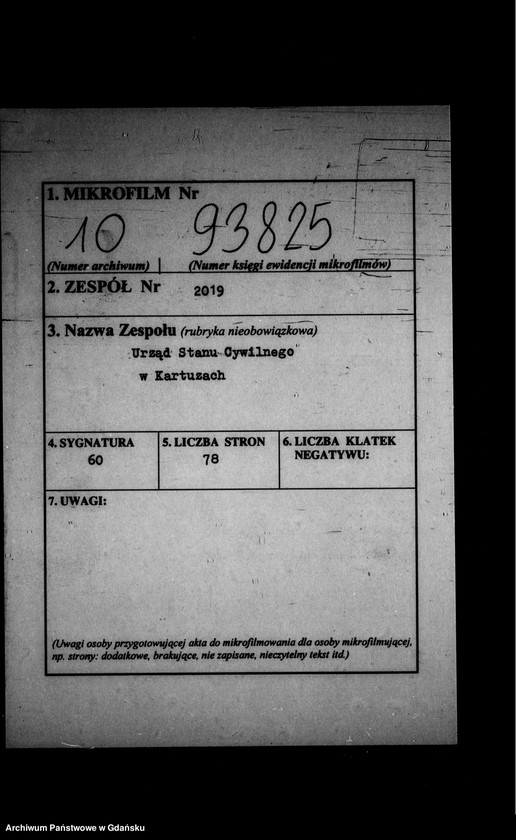 1. MIKROFILM Nr
10 93825
(Numer archiwum) (Numer księgi ewidencji mikrofilmów)
2. ZESPÓŁ Nr 2019
3. Nazwa Zespołu (rubryka nieobowiązkowa)
Urząd Stanu Cywilnego
w Kartuzach
4. SYGNATURA 5. LICZBA STRON 6. LICZBA KLATEK
NEGATYWU:
60 78
7. UWAGI:
(Uwagi osoby przygotowującej akta do mikrofilmowania dla osoby mikrofilmującej,
np. strony: dodatkowe, brakujące, nie zapisane, nieczytelny tekst itd.)
Archiwum Państwowe w Gdańsku